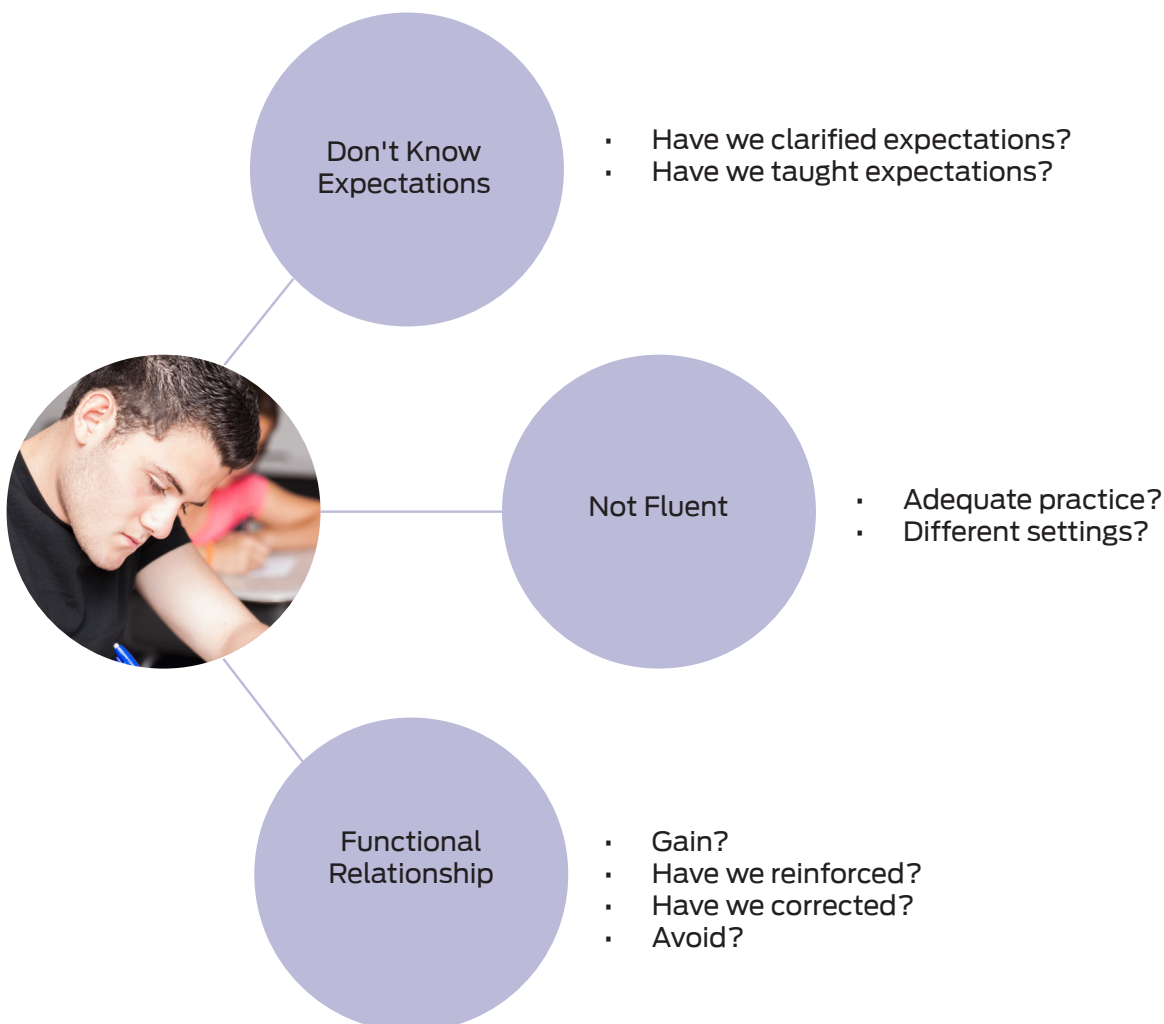 Don't Know
Expectations
· Have we clarified expectations?
· Have we taught expectations?
Not Fluent
· Adequate practice?
· Different settings?
Functional
Relationship
· Gain?
· Have we reinforced?
· Have we corrected?
· Avoid?